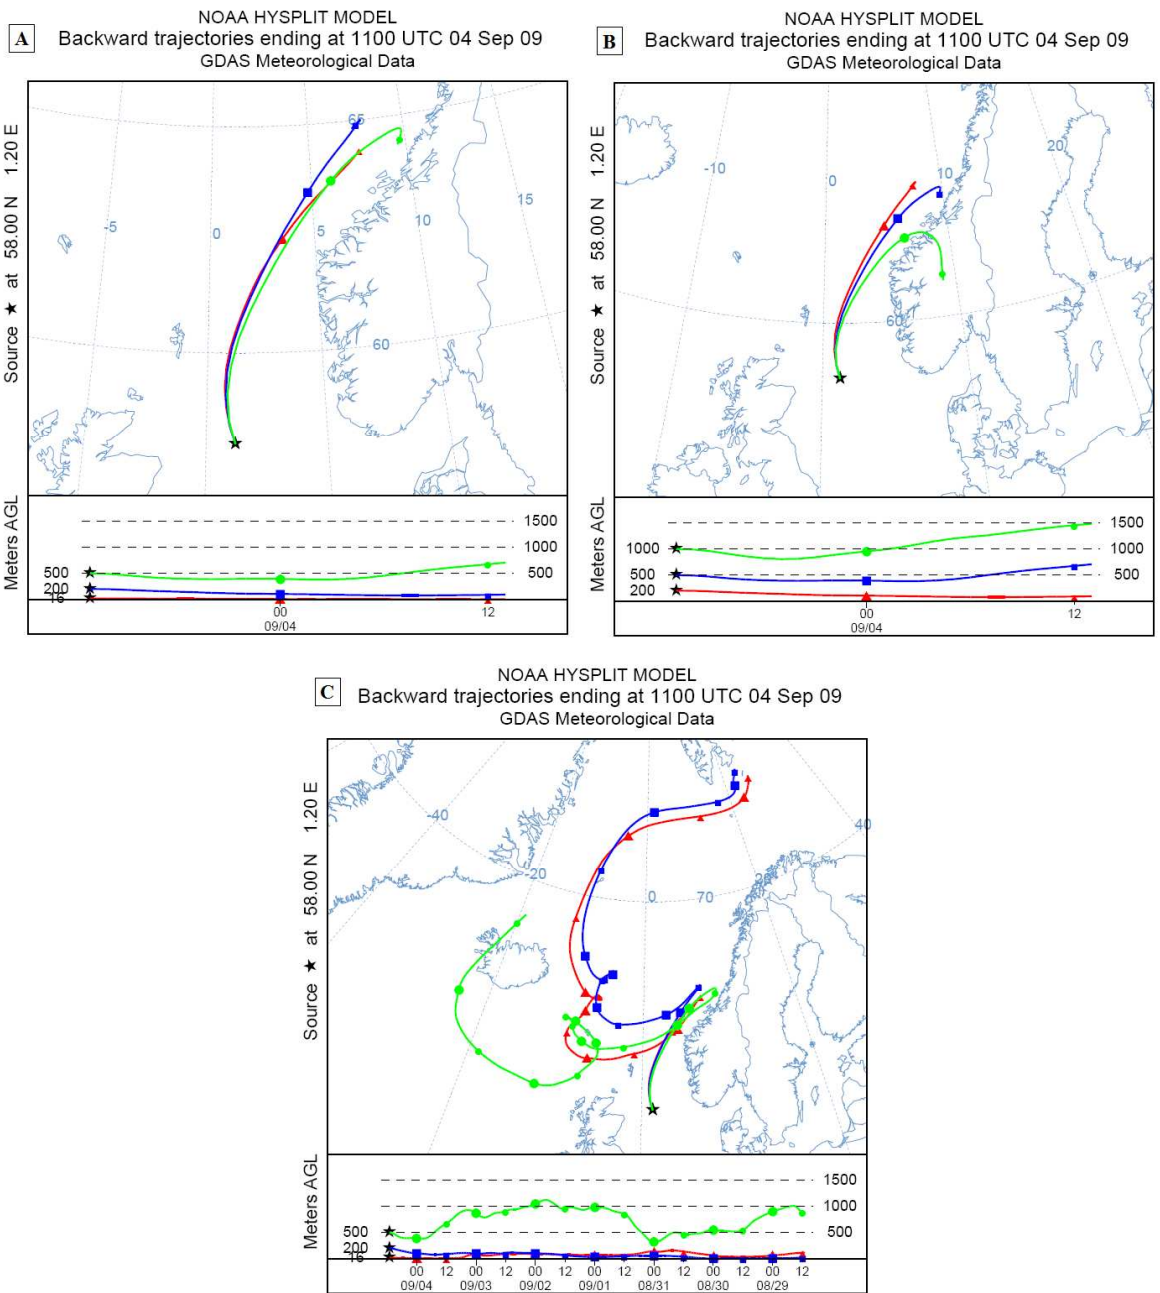 NOAA HYSPLIT MODEL
A
Backward trajectories ending at 1100 UTC 04 Sep 09
GDAS Meteorological Data
Source ★ at 58.00 N 1.20 E
65
15
10
5
0
-5
60
Meters AGL
1500
1000
500
500
200
16
00
12
09/04
NOAA HYSPLIT MODEL
B
Backward trajectories ending at 1100 UTC 04 Sep 09
GDAS Meteorological Data
Source ★ at 58.00 N 1.20 E
20
-10
0
10
60
Meters AGL
1500
1000
1000
500
500
200
00
12
09/04
NOAA HYSPLIT MODEL
C
Backward trajectories ending at 1100 UTC 04 Sep 09
GDAS Meteorological Data
Source ★ at 58.00 N 1.20 E
-40
40
-20
0
70
Meters AGL
1500
1000
500
500
200
16
00 12 00 12 00 12 00 12 00 12 00 12 00 12
09/04 09/03 09/02 09/01 08/31 08/30 08/29